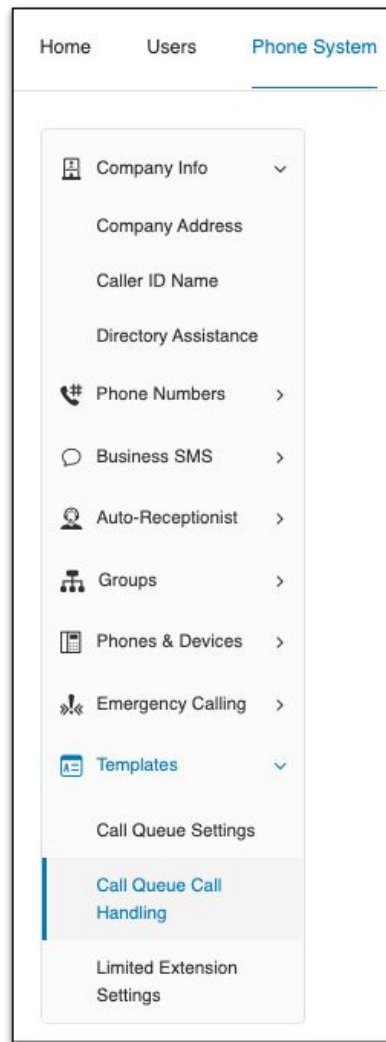 Home Users Phone System
Company Info
Company Address
Caller ID Name
Directory Assistance
Phone Numbers
Business SMS
Auto-Receptionist
Groups
Phones & Devices
Emergency Calling
Templates
Call Queue Settings
Call Queue Call
Handling
Limited Extension
Settings